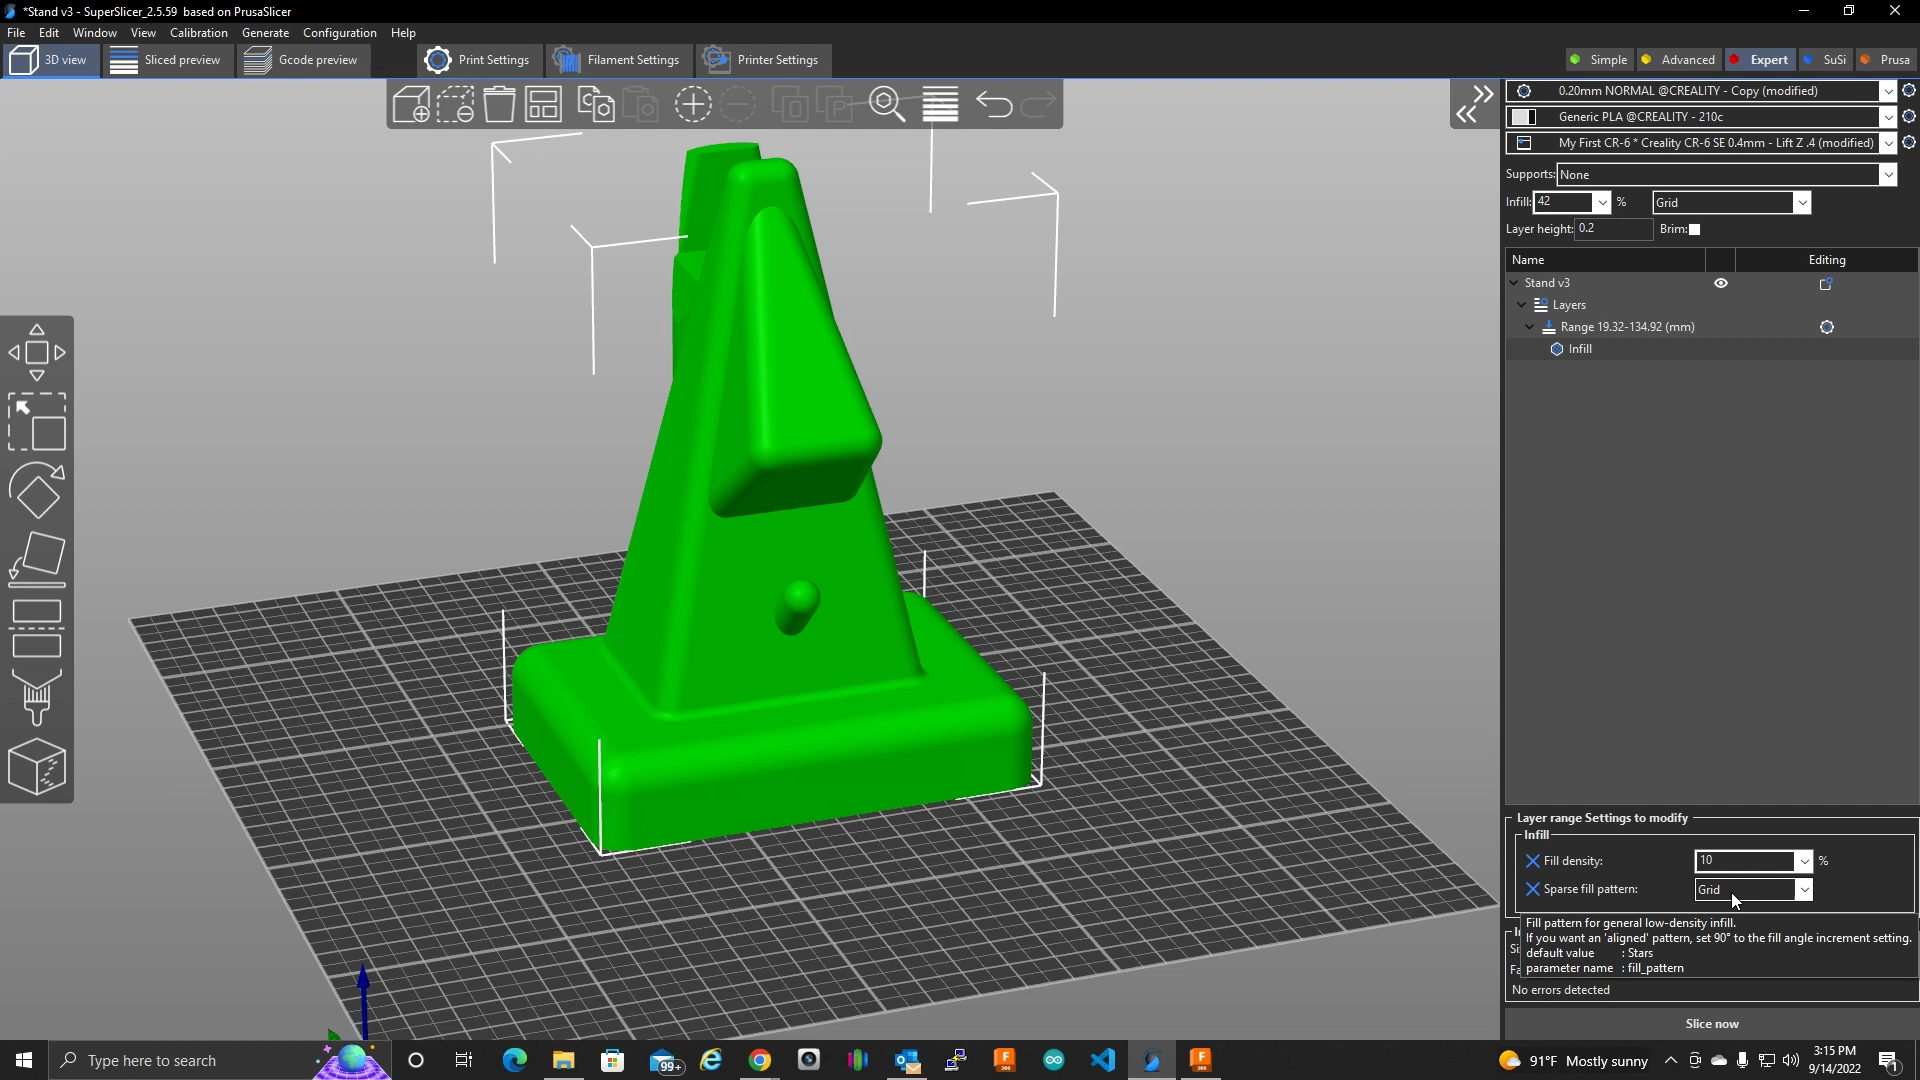 *Stand v3 - SuperSlicer_2.5.59 based on PrusaSlicer
File Edit Window View Calibration Generate Configuration Help
3D view Sliced preview Gcode preview Print Settings Filament Settings Printer Settings Simple Advanced Expert SuSi Prusa
0.20mm NORMAL @CREALITY - Copy (modified)
Generic PLA @CREALITY - 210c
My First CR-6 * Creality CR-6 SE 0.4mm - Lift Z .4 (modified)
Supports: None
Infill: 42 % Grid
Layer height: 0.2 Brim:
Name Editing
Stand v3
Layers
Range 19.32-134.92 (mm)
Infill
Layer range Settings to modify
Infill
Fill density: 10 %
Sparse fill pattern: Grid
Fill pattern for general low-density infill.
If you want an 'aligned' pattern, set 90° to the fill angle increment setting.
default value : Stars
parameter name : fill_pattern
No errors detected
Slice now
Type here to search 99+ 91°F Mostly sunny 3:15 PM
9/14/2022 1